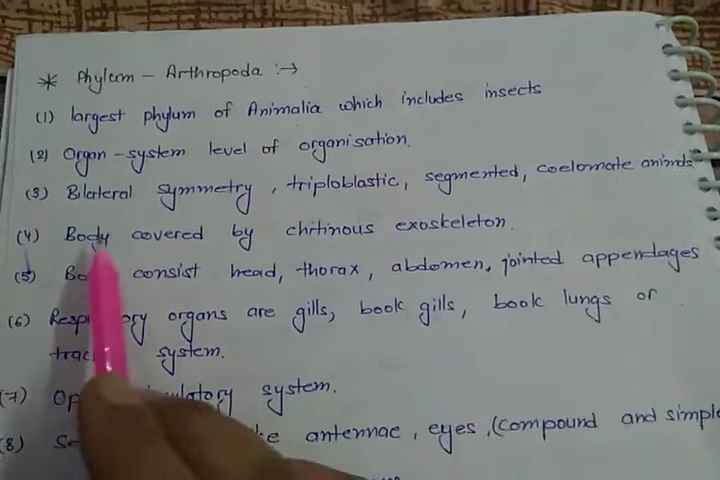 * Phylum - Arthropoda :→
(1) largest phylum of Animalia which includes insects
(2) Organ-system level of organisation.
(3) Bilateral symmetry, triploblastic, segmented, coelomate animals
(4) Body covered by chitinous exoskeleton.
(5) consist head, thorax, abdomen, jointed appendages
(6) organs are gills, book gills, book lungs or
system.
(7) system.
(8) antennae, eyes, (compound and simple